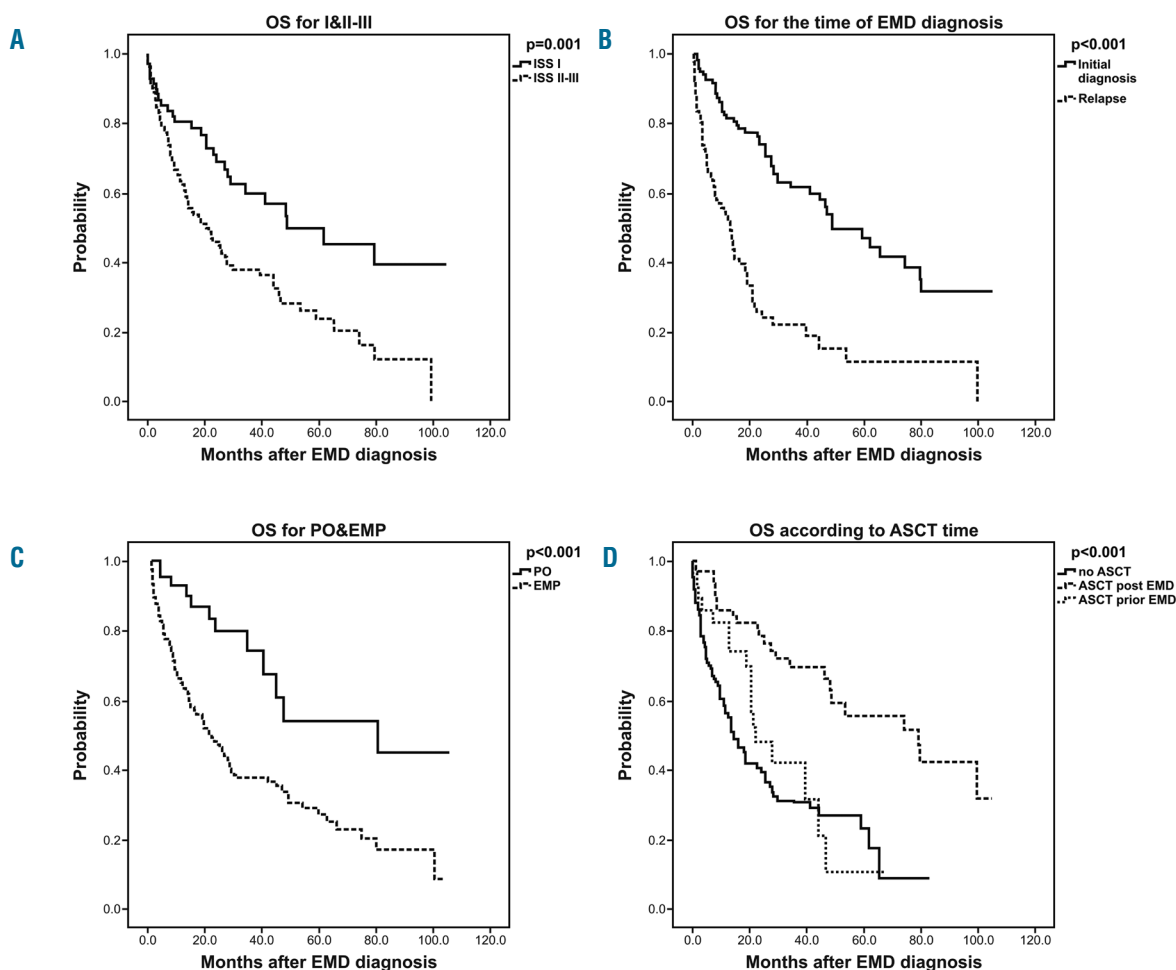 A
OS for I&II-III
p=0.001
ISS I
ISS II-III
Probability
1.0
0.8
0.6
0.4
0.2
0.0
0.0 20.0 40.0 60.0 80.0 100.0 120.0
Months after EMD diagnosis
B
OS for the time of EMD diagnosis
p<0.001
Initial
diagnosis
Relapse
Probability
1.0
0.8
0.6
0.4
0.2
0.0
0.0 20.0 40.0 60.0 80.0 100.0 120.0
Months after EMD diagnosis
C
OS for PO&EMP
p<0.001
PO
EMP
Probability
1.0
0.8
0.6
0.4
0.2
0.0
0.0 20.0 40.0 60.0 80.0 100.0 120.0
Months after EMD diagnosis
D
OS according to ASCT time
p<0.001
no ASCT
ASCT post EMD
ASCT prior EMD
Probability
1.0
0.8
0.6
0.4
0.2
0.0
0.0 20.0 40.0 60.0 80.0 100.0 120.0
Months after EMD diagnosis